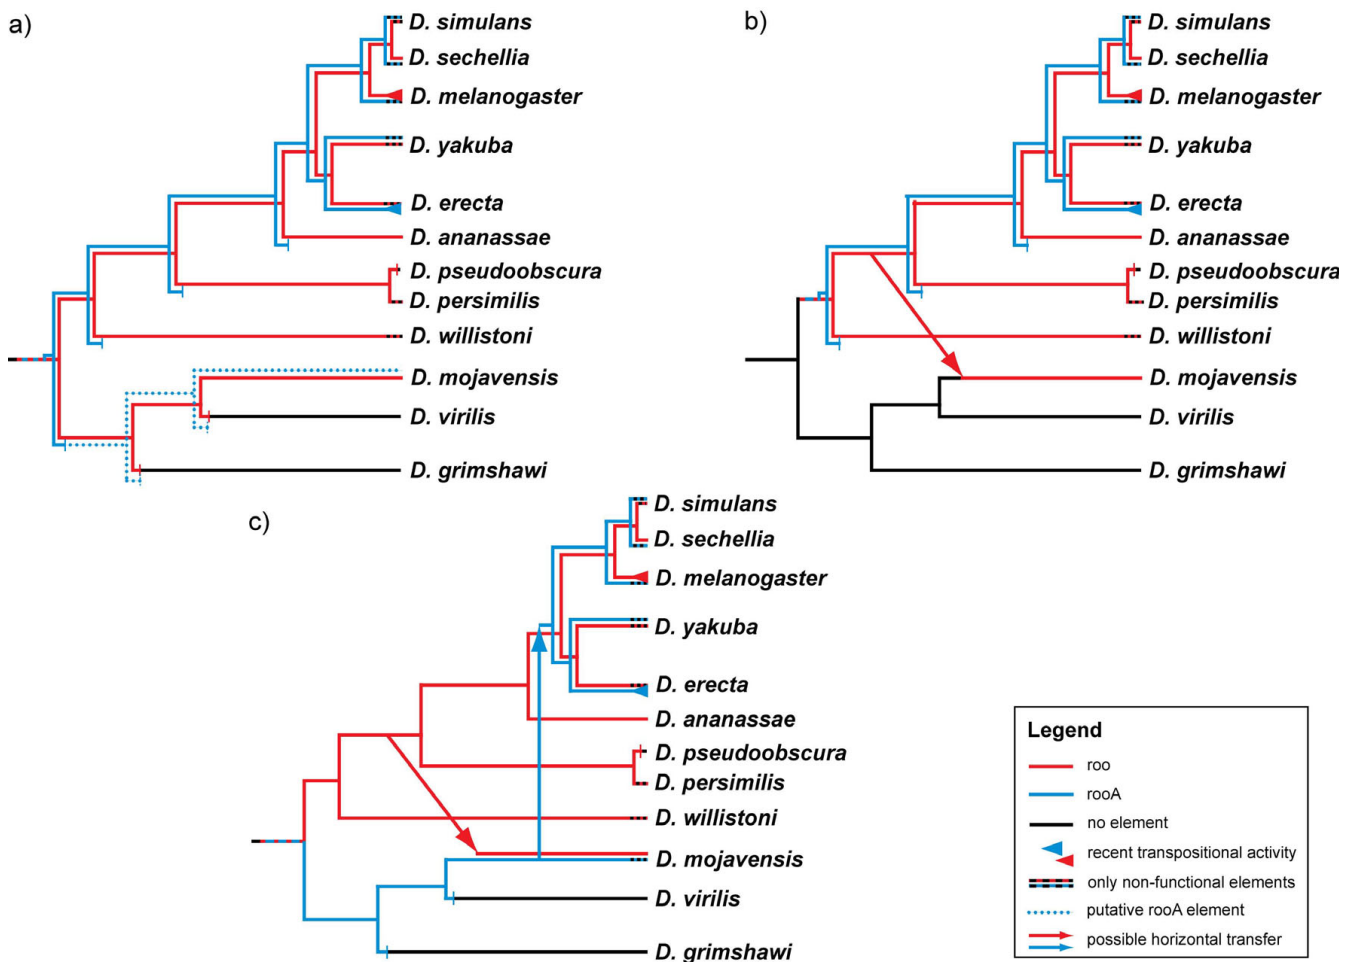 a)
D. simulans
D. sechellia
D. melanogaster
D. yakuba
D. erecta
D. ananassae
D. pseudoobscura
D. persimilis
D. willistoni
D. mojavensis
D. virilis
D. grimshawi
b)
D. simulans
D. sechellia
D. melanogaster
D. yakuba
D. erecta
D. ananassae
D. pseudoobscura
D. persimilis
D. willistoni
D. mojavensis
D. virilis
D. grimshawi
c)
D. simulans
D. sechellia
D. melanogaster
D. yakuba
D. erecta
D. ananassae
D. pseudoobscura
D. persimilis
D. willistoni
D. mojavensis
D. virilis
D. grimshawi
Legend
roo
rooA
no element
recent transpositional activity
only non-functional elements
putative rooA element
possible horizontal transfer